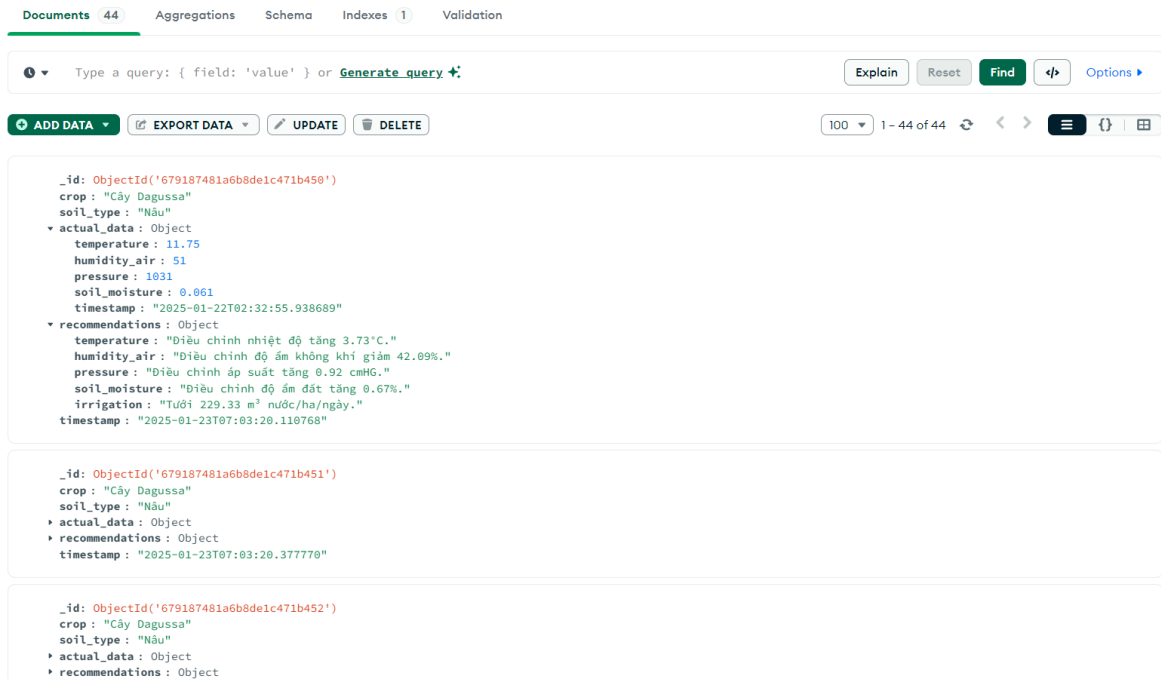 Documents 44 Aggregations Schema Indexes 1 Validation
Type a query: { field: 'value' } or Generate query Explain Reset Find </> Options
ADD DATA EXPORT DATA UPDATE DELETE 100 1 – 44 of 44 {}
_id: ObjectId('679187481a6b8de1c471b450')
crop : "Cây Dagussa"
soil_type : "Nâu"
actual_data : Object
temperature : 11.75
humidity_air : 51
pressure : 1031
soil_moisture : 0.061
timestamp : "2025-01-22T02:32:55.938689"
recommendations : Object
temperature : "Điều chỉnh nhiệt độ tăng 3.73°C."
humidity_air : "Điều chỉnh độ ẩm không khí giảm 42.09%."
pressure : "Điều chỉnh áp suất tăng 0.92 cmHG."
soil_moisture : "Điều chỉnh độ ẩm đất tăng 0.67%."
irrigation : "Tưới 229.33 m³ nước/ha/ngày."
timestamp : "2025-01-23T07:03:20.110768"
_id: ObjectId('679187481a6b8de1c471b451')
crop : "Cây Dagussa"
soil_type : "Nâu"
actual_data : Object
recommendations : Object
timestamp : "2025-01-23T07:03:20.377770"
_id: ObjectId('679187481a6b8de1c471b452')
crop : "Cây Dagussa"
soil_type : "Nâu"
actual_data : Object
recommendations : Object